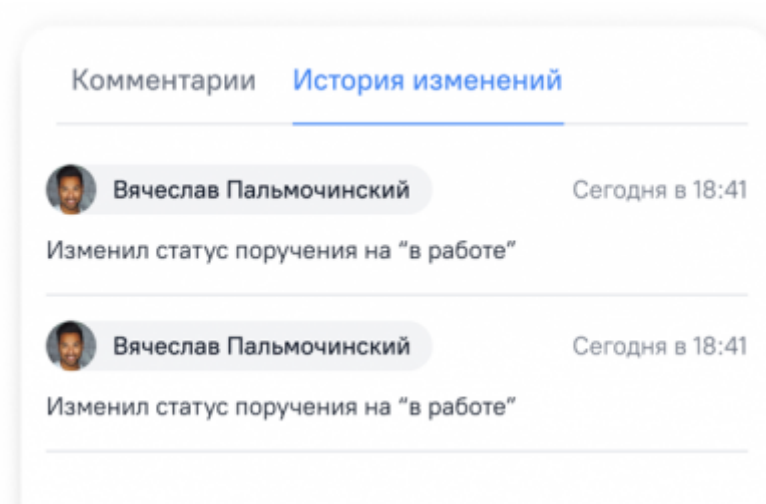 Комментарии История изменений
Вячеслав Пальмочинский Сегодня в 18:41
Изменил статус поручения на “в работе”
Вячеслав Пальмочинский Сегодня в 18:41
Изменил статус поручения на “в работе”